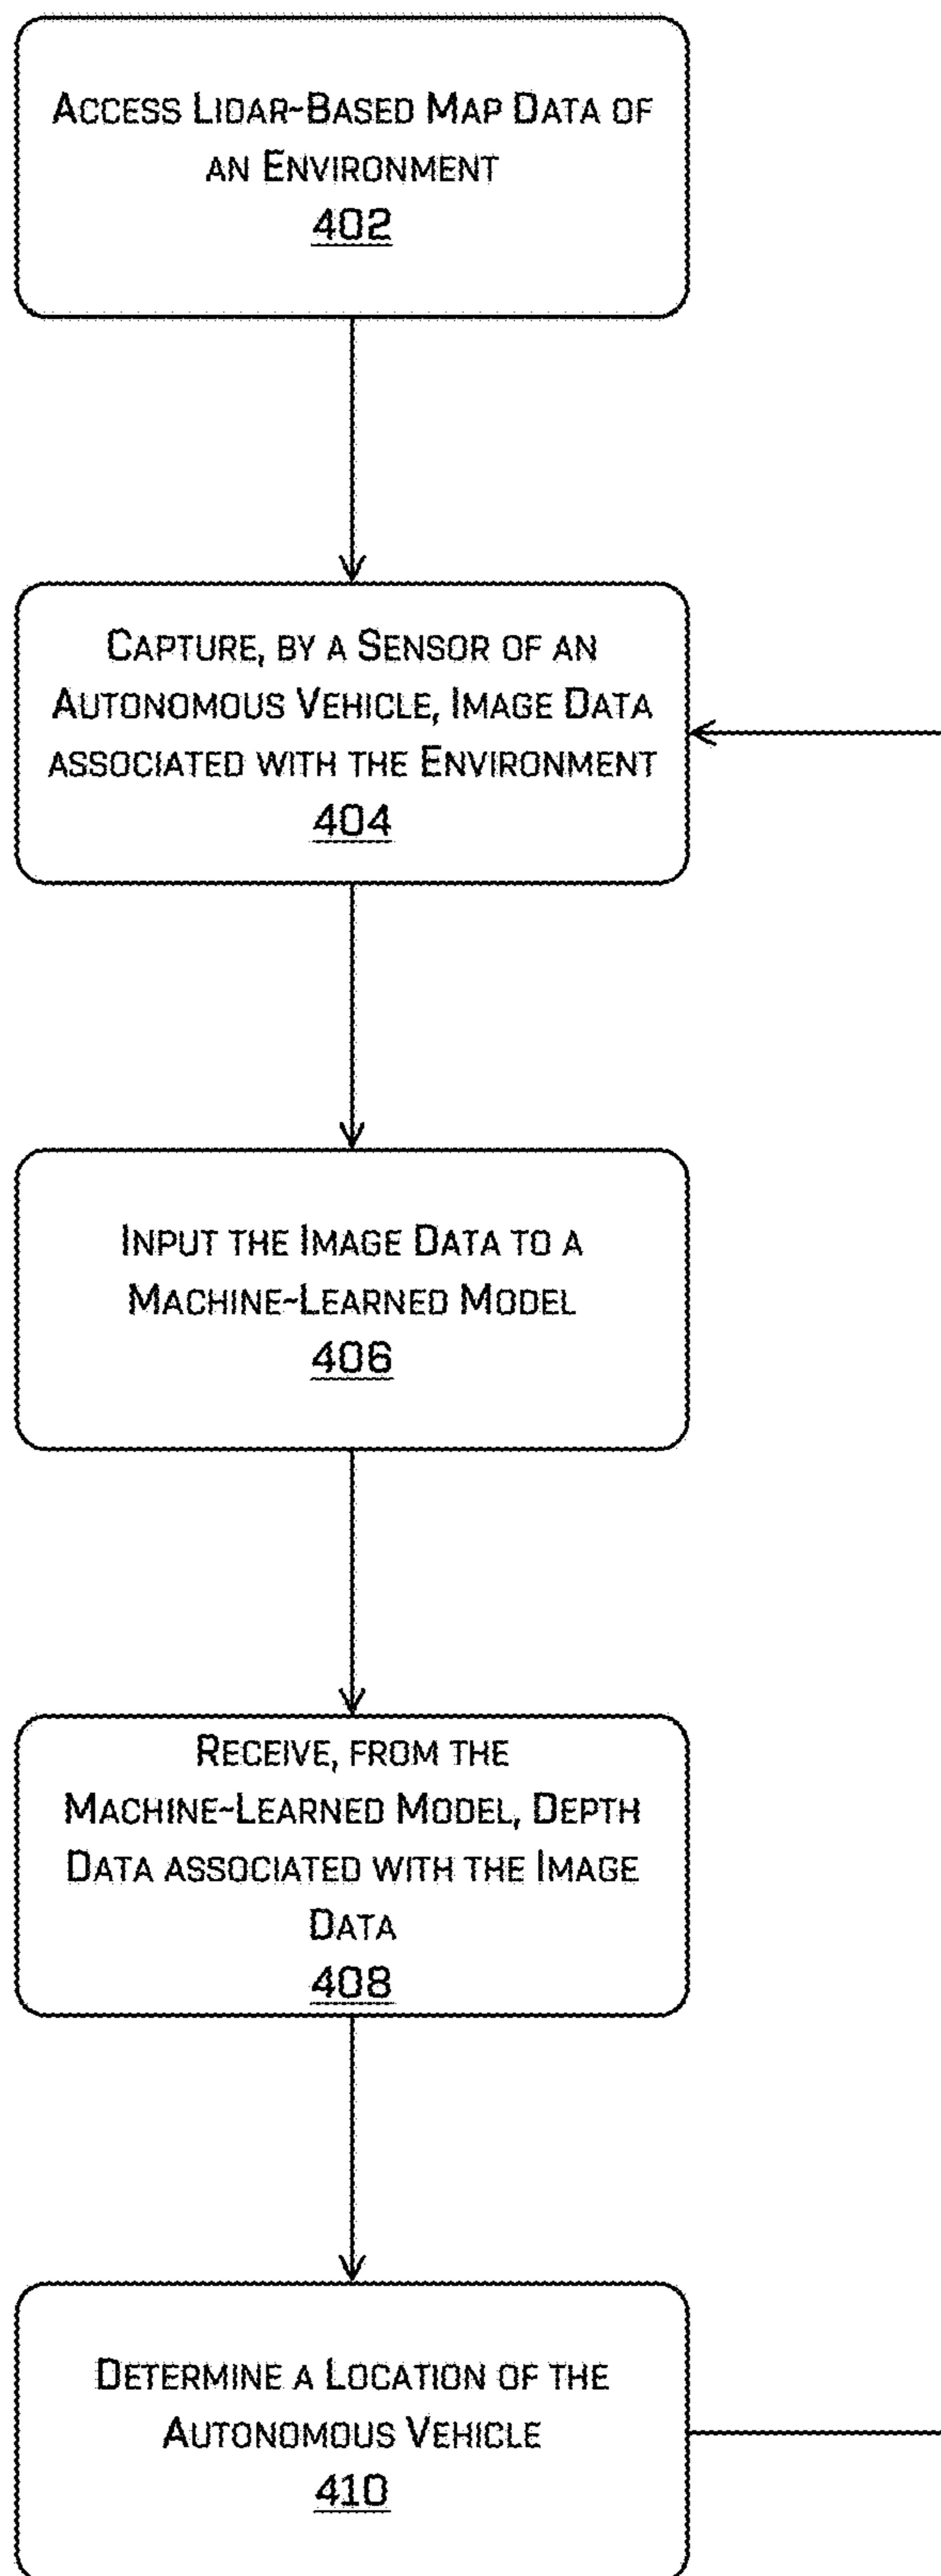 Access Lidar-Based Map Data of
an Environment
402
Capture, by a Sensor of an
Autonomous Vehicle, Image Data
associated with the Environment
404
Input the Image Data to a
Machine-Learned Model
406
Receive, from the
Machine-Learned Model, Depth
Data associated with the Image
Data
408
Determine a Location of the
Autonomous Vehicle
410